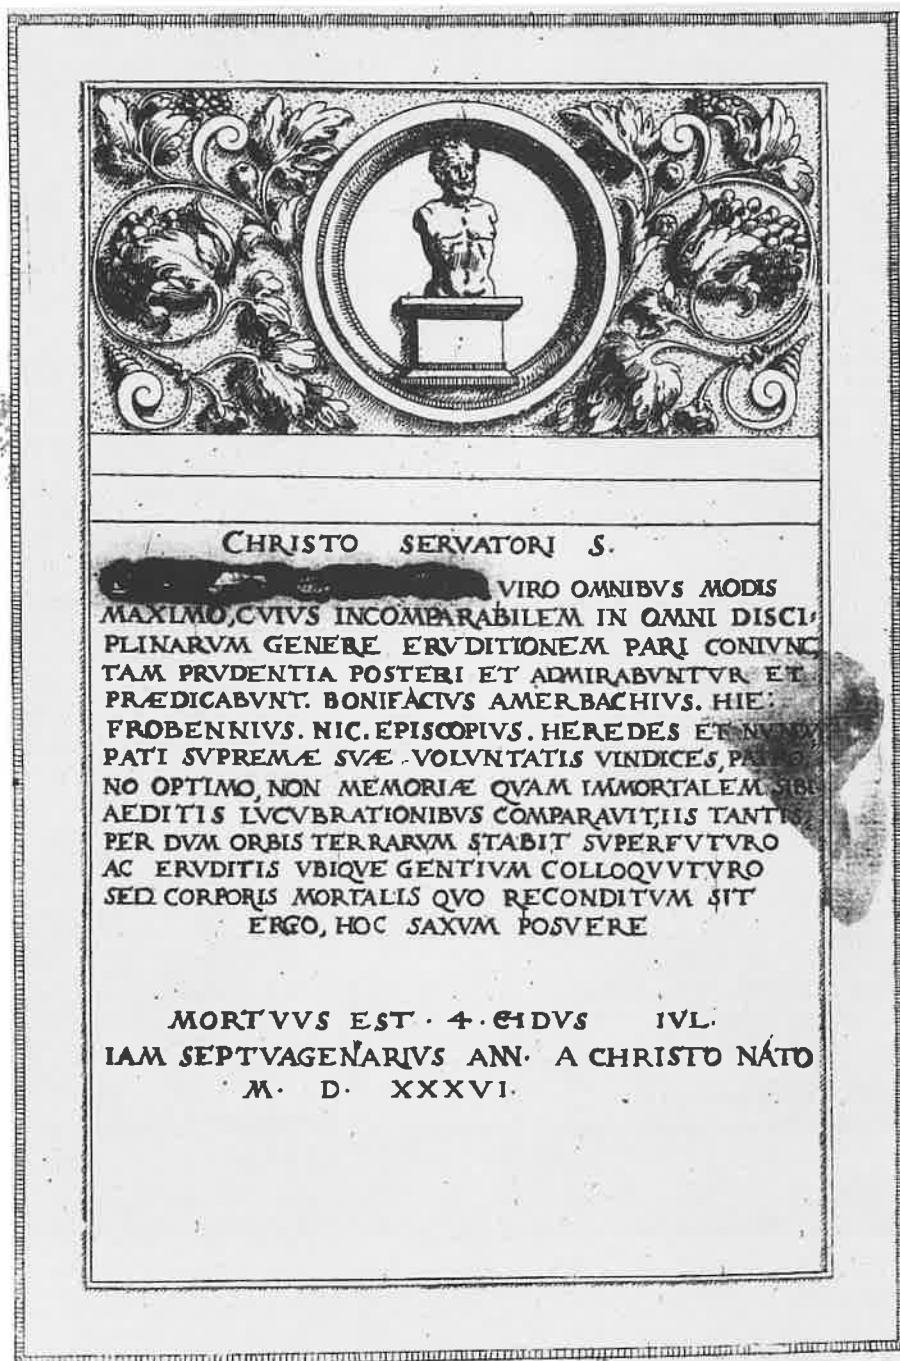 CHRISTO SERVATORI S.
VIRO OMNIBVS MODIS
MAXIMO, CVIVS INCOMPARABILEM IN OMNI DISCI:
PLINARVM GENERE ERVDITIONEM PARI CONIVNC,
TAM PRVDENTIA POSTERI ET ADMIRABVNTVR ET
PRÆDICABVNT. BONIFACIVS AMERBACHIVS. HIE:
FROBENNIVS. NIC. EPISCOPIVS. HEREDES ET
PATI SVPREMÆ SVÆ VOLVNTATIS VINDICES,
NO OPTIMO, NON MEMORIÆ QVAM IMMORTALEM SIBI
AEDITIS LVCVBRATIONIBVS COMPARAVIT, IIS TANTIS,
PER DVM ORBIS TERRARVM STABIT SVPERFVTVRO
AC ERVDITIS VBIQVE GENTIVM COLLOQVVTVRO
SED CORPORIS MORTALIS QVO RECONDITVM SIT
ERGO, HOC SAXVM POSVERE
MORTVVS EST · 4 · EIDVS IVL.
IAM SEPTVAGENARIVS ANN. A CHRISTO NATO
M. D. XXXVI.